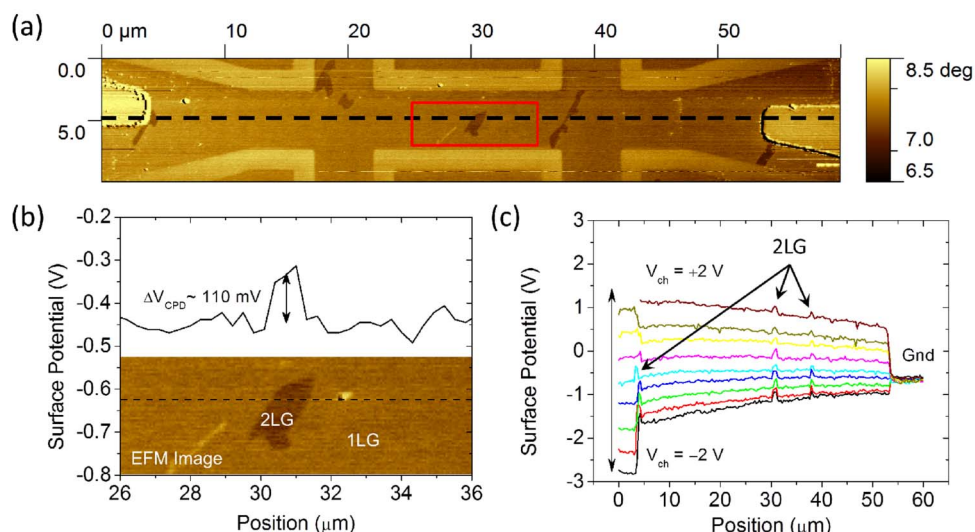 (a)
0 μm 10 20 30 40 50
0.0
5.0
8.5 deg
7.0
6.5
(b)
-0.2
-0.3
-0.4
-0.5
-0.6
-0.7
-0.8
Surface Potential (V)
ΔV_CPD ~ 110 mV
2LG
1LG
EFM Image
26 28 30 32 34 36
Position (μm)
(c)
3
2
1
0
-1
-2
-3
Surface Potential (V)
2LG
V_ch = +2 V
Gnd
V_ch = −2 V
0 10 20 30 40 50 60
Position (μm)